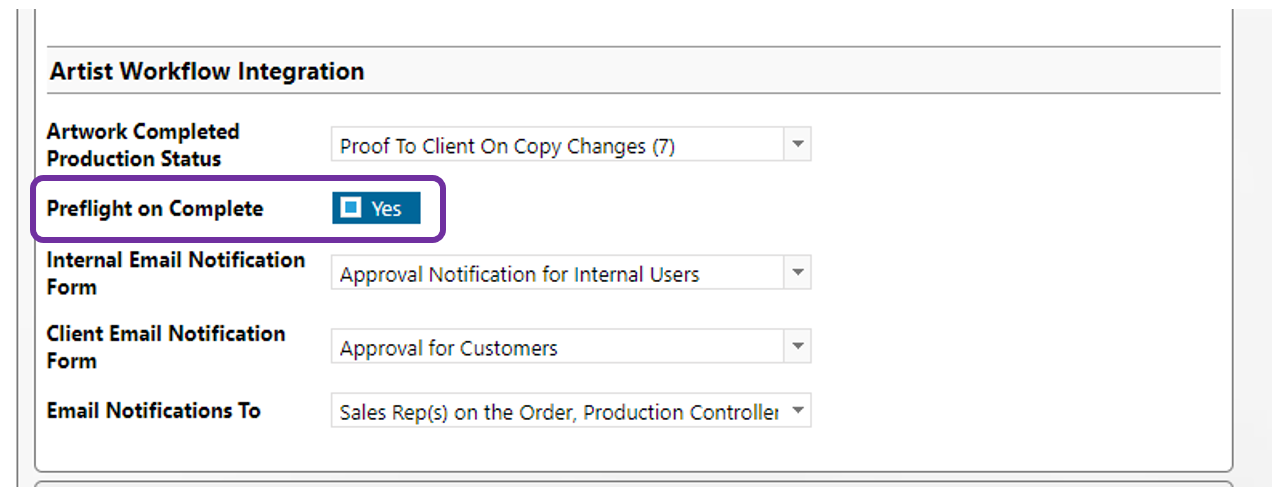 Artist Workflow Integration
Artwork Completed
Production Status
Proof To Client On Copy Changes (7)
Preflight on Complete
Yes
Internal Email Notification
Form
Approval Notification for Internal Users
Client Email Notification
Form
Approval for Customers
Email Notifications To
Sales Rep(s) on the Order, Production Controller